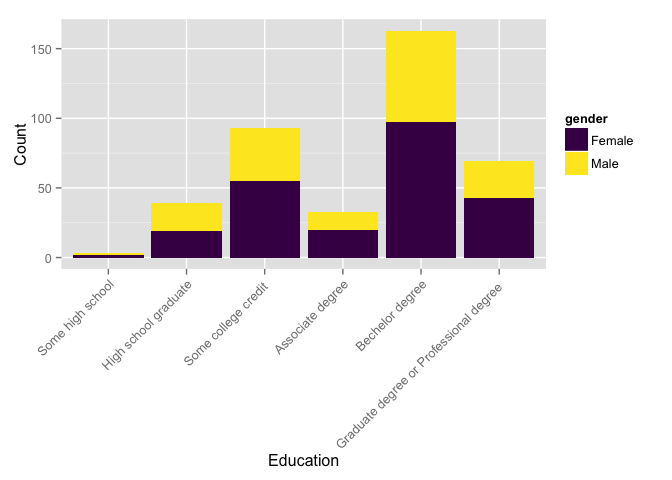 150
100
50
0
Count
Some high school
High school graduate
Some college credit
Associate degree
Bechelor degree
Graduate degree or Professional degree
Education
gender
Female
Male